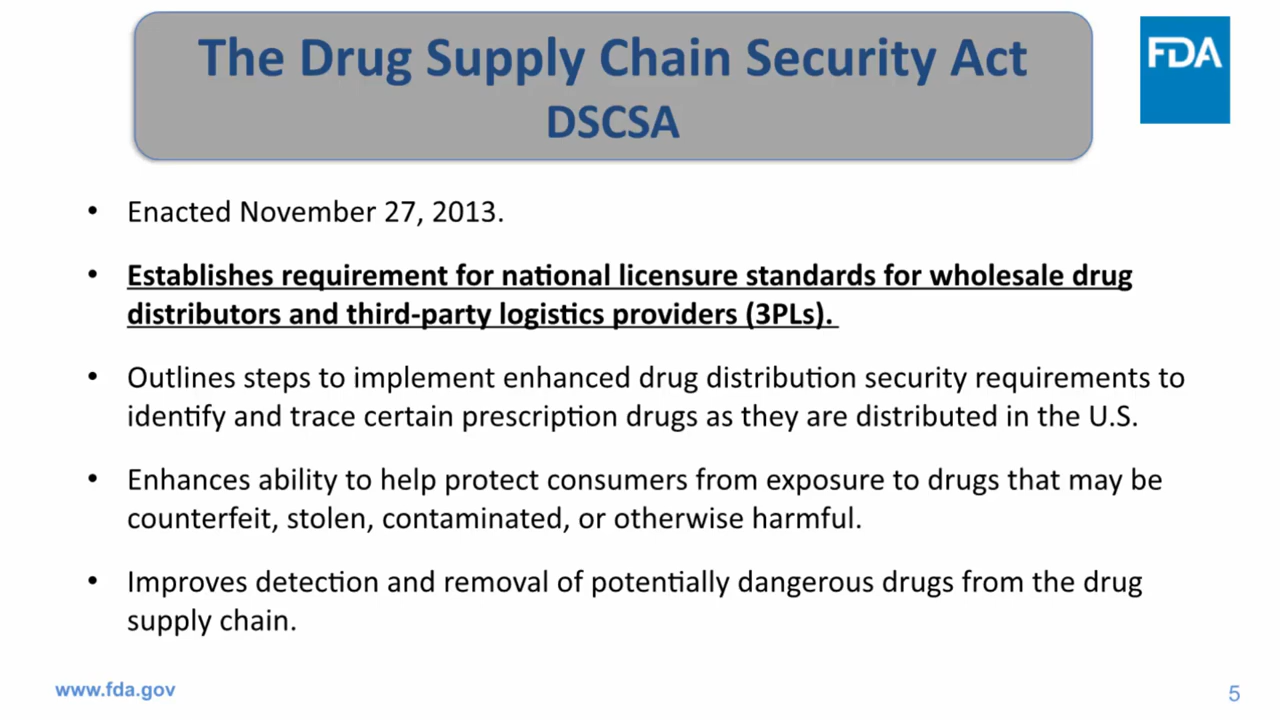 The Drug Supply Chain Security Act
DSCSA
FDA
• Enacted November 27, 2013.
• Establishes requirement for national licensure standards for wholesale drug
distributors and third-party logistics providers (3PLs).
• Outlines steps to implement enhanced drug distribution security requirements to
identify and trace certain prescription drugs as they are distributed in the U.S.
• Enhances ability to help protect consumers from exposure to drugs that may be
counterfeit, stolen, contaminated, or otherwise harmful.
• Improves detection and removal of potentially dangerous drugs from the drug
supply chain.
www.fda.gov
5